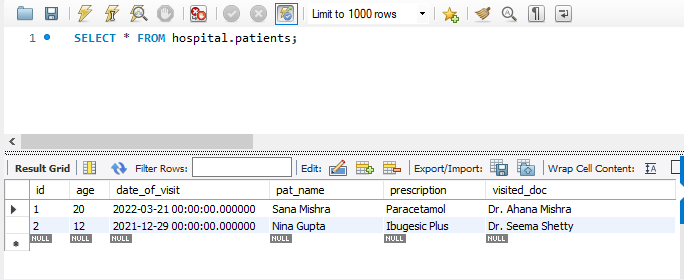 Limit to 1000 rows
1 SELECT * FROM hospital.patients;
Result Grid Filter Rows: Edit: Export/Import: Wrap Cell Content:
id age date_of_visit pat_name prescription visited_doc
1 20 2022-03-21 00:00:00.000000 Sana Mishra Paracetamol Dr. Ahana Mishra
2 12 2021-12-29 00:00:00.000000 Nina Gupta Ibugesic Plus Dr. Seema Shetty
NULL NULL NULL NULL NULL NULL